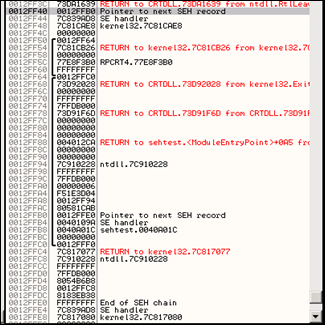 0012FF3C 73DA1639 RETURN to CRTDLL.73DA1639 from ntdll.RtlLeav
0012FF40 0012FFB0 Pointer to next SEH record
0012FF44 7C839AD8 SE handler
0012FF48 7C81CAE8 kernel32.7C81CAE8
0012FF4C 00000000
0012FF50 0012FF64
0012FF54 7C81CB26 RETURN to kernel32.7C81CB26 from kernel32.7C
0012FF58 00000000
0012FF5C 77E8F3B0 RPCRT4.77E8F3B0
0012FF60 FFFFFFFF
0012FF64 0012FFC0
0012FF68 73D92028 RETURN to CRTDLL.73D92028 from kernel32.Exit
0012FF6C 00000000
0012FF70 FFFFFFFF
0012FF74 7FFDB000
0012FF78 73D91F6D RETURN to CRTDLL.73D91F6D from CRTDLL.73D91F
0012FF7C 00000000
0012FF80 00000000
0012FF84 00000000
0012FF88 004012CA RETURN to sehtest.<ModuleEntryPoint>+0A5 from
0012FF8C 00000000
0012FF90 00000000
0012FF94 7C910228 ntdll.7C910228
0012FF98 FFFFFFFF
0012FF9C 7FFDB000
0012FFA0 00000006
0012FFA4 F51E3D04
0012FFA8 0012FF94
0012FFAC 80581CAB
0012FFB0 0012FFE0 Pointer to next SEH record
0012FFB4 0040109A SE handler
0012FFB8 0040A01C sehtest.0040A01C
0012FFBC 00000000
0012FFC0 0012FFF0
0012FFC4 7C817077 RETURN to kernel32.7C817077
0012FFC8 7C910228 ntdll.7C910228
0012FFCC FFFFFFFF
0012FFD0 7FFDB000
0012FFD4 8054B6B8
0012FFD8 0012FFC8
0012FFDC 8183EB38
0012FFE0 FFFFFFFF End of SEH chain
0012FFE4 7C839AD8 SE handler
0012FFE8 7C817080 kernel32.7C817080